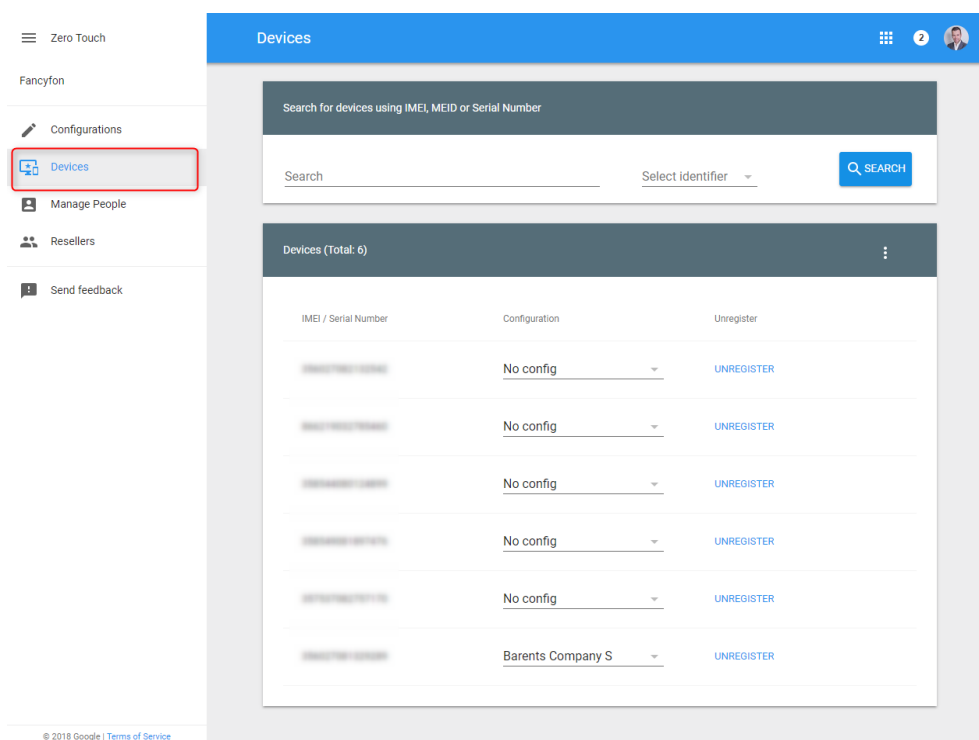 Zero Touch
Devices
2
Fancyfon
Configurations
Devices
Manage People
Resellers
Send feedback
Search for devices using IMEI, MEID or Serial Number
Search
Select identifier
SEARCH
Devices (Total: 6)
IMEI / Serial Number Configuration Unregister
No config UNREGISTER
No config UNREGISTER
No config UNREGISTER
No config UNREGISTER
No config UNREGISTER
Barents Company S UNREGISTER
© 2018 Google | Terms of Service